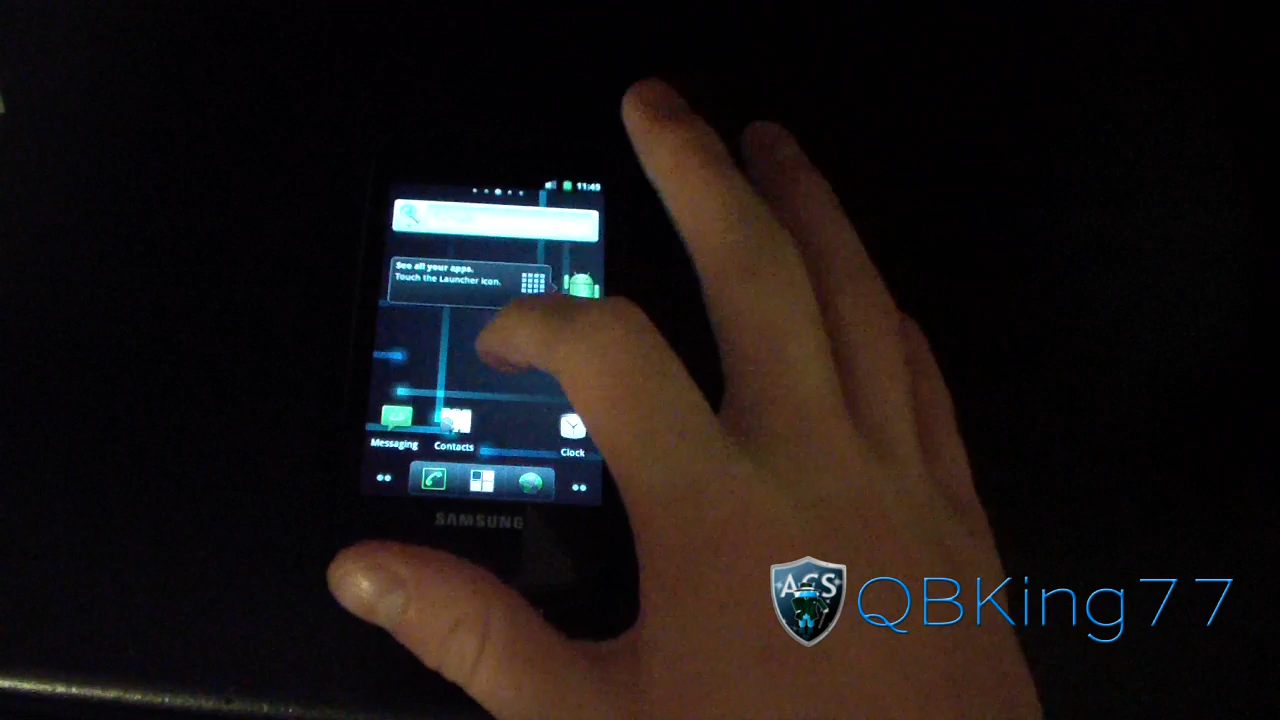 11:49
See all your apps.
Touch the Launcher icon.
Messaging
Contacts
Clock
SAMSUNG
ACS
QBKing77